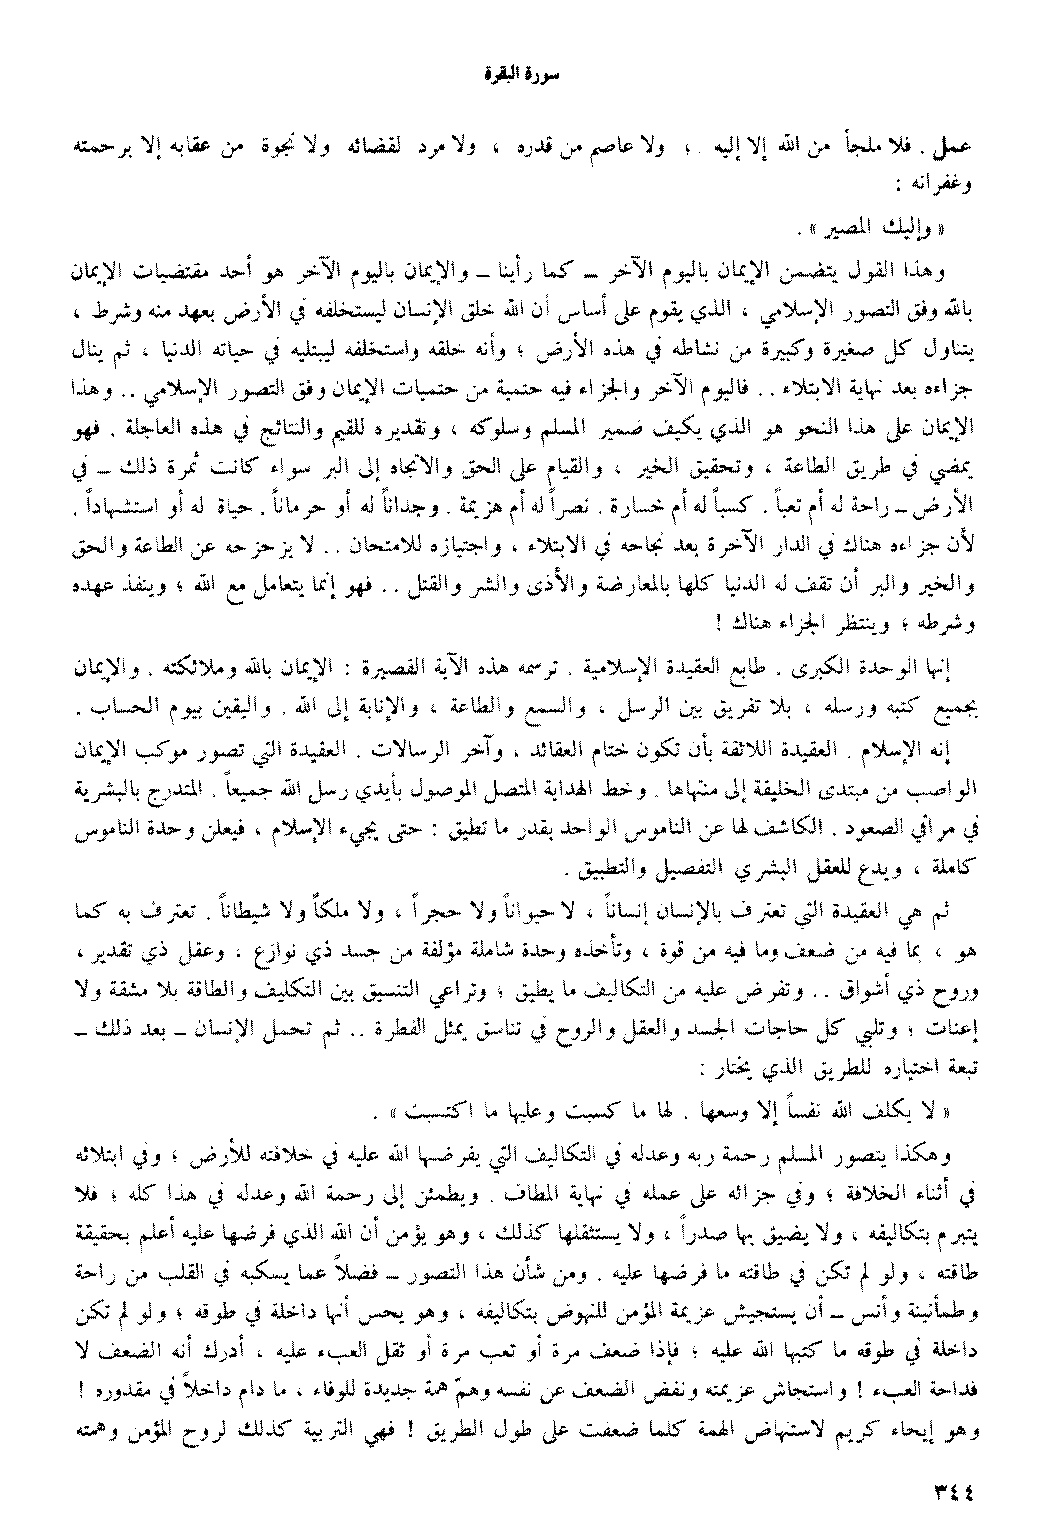 سورة البقرة
عمل . فلا ملجأ من الله إلا إليه . ؛ ولا عاصم من قدره ، ولا مرد لقضائه ولا نجوة من عقابه إلا برحمته
وغفرانه :
« وإليك المصير » .
وهذا القول يتضمن الإيمان باليوم الآخر – كما رأينا – والإيمان باليوم الآخر هو أحد مقتضيات الإيمان
بالله وفق التصور الإسلامي ، الذي يقوم على أساس أن الله خلق الإنسان ليستخلفه في الأرض بعهد منه وشرط ،
يتناول كل صغيرة وكبيرة من نشاطه في هذه الأرض ؛ وأنه خلقه واستخلفه ليبتليه في حياته الدنيا ، ثم ينال
جزاءه بعد نهاية الابتلاء .. فاليوم الآخر والجزاء فيه حتمية من حتميات الإيمان وفق التصور الإسلامي .. وهذا
الإيمان على هذا النحو هو الذي يكيف ضمير المسلم وسلوكه ، وتقديره للقيم والنتائج في هذه العاجلة . فهو
يمضي في طريق الطاعة ، وتحقيق الخير ، والقيام على الحق والاتجاه إلى البر سواء كانت ثمرة ذلك – في
الأرض – راحة له أم تعباً . كسباً له أم خسارة . نصراً له أم هزيمة . وجداناً له أو حرماناً . حياة له أو استشهاداً .
لأن جزاءه هناك في الدار الآخرة بعد نجاحه في الابتلاء ، واجتيازه للامتحان .. لا يزحزحه عن الطاعة والحق
والخير والبر أن تقف له الدنيا كلها بالمعارضة والأذى والشر والقتل .. فهو إنما يتعامل مع الله ؛ وينفذ عهده
وشرطه ؛ وينتظر الجزاء هناك !
إنها الوحدة الكبرى . طابع العقيدة الإسلامية . ترسمه هذه الآية القصيرة : الإيمان بالله وملائكته . والإيمان
بجميع كتبه ورسله ، بلا تفريق بين الرسل ، والسمع والطاعة ، والإنابة إلى الله . واليقين بيوم الحساب .
إنه الإسلام . العقيدة اللائقة بأن تكون ختام العقائد ، وآخر الرسالات . العقيدة التي تصور موكب الإيمان
الواصب من مبتدى الخليقة إلى منتهاها . وخط الهداية المتصل الموصول بأيدي رسل الله جميعاً . المتدرج بالبشرية
في مراقي الصعود . الكاشف لها عن الناموس الواحد بقدر ما تطيق : حتى يجيء الإسلام ، فيعلن وحدة الناموس
كاملة ، ويدع للعقل البشري التفصيل والتطبيق .
ثم هي العقيدة التي تعترف بالإنسان إنساناً ، لا حيواناً ولا حجراً ، ولا ملكاً ولا شيطاناً . تعترف به كما
هو ، بما فيه من ضعف وما فيه من قوة ، وتأخذه وحدة شاملة مؤلفة من جسد ذي نوازع ، وعقل ذي تقدير ،
وروح ذي أشواق .. وتفرض عليه من التكاليف ما يطيق ؛ وتراعي التنسيق بين التكليف والطاقة بلا مشقة ولا
إعنات ؛ وتلبي كل حاجات الجسد والعقل والروح في تناسق يمثل الفطرة .. ثم تحمل الإنسان – بعد ذلك –
تبعة اختياره للطريق الذي يختار :
« لا يكلف الله نفساً إلا وسعها . لها ما كسبت وعليها ما اكتسبت » .
وهكذا يتصور المسلم رحمة ربه وعدله في التكاليف التي يفرضها الله عليه في خلافته للأرض ؛ وفي ابتلائه
في أثناء الخلافة ؛ وفي جزائه على عمله في نهاية المطاف . ويطمئن إلى رحمة الله وعدله في هذا كله ؛ فلا
يتبرم بتكاليفه ، ولا يضيق بها صدراً ، ولا يستثقلها كذلك ، وهو يؤمن أن الله الذي فرضها عليه أعلم بحقيقة
طاقته ، ولو لم تكن في طاقته ما فرضها عليه . ومن شأن هذا التصور – فضلاً عما يسكبه في القلب من راحة
وطمأنينة وأنس – أن يستجيش عزيمة المؤمن للنهوض بتكاليفه ، وهو يحس أنها داخلة في طوقه ؛ ولو لم تكن
داخلة في طوقه ما كتبها الله عليه ؛ فإذا ضعف مرة أو تعب مرة أو ثقل العبء عليه ، أدرك أنه الضعف لا
فداحة العبء ! واستجاش عزيمته ونفض الضعف عن نفسه وهمّ همة جديدة للوفاء ، ما دام داخلاً في مقدوره !
وهو إيحاء كريم لاستنهاض الهمة كلما ضعفت على طول الطريق ! فهي التربية كذلك لروح المؤمن وهمته
٣٤٤